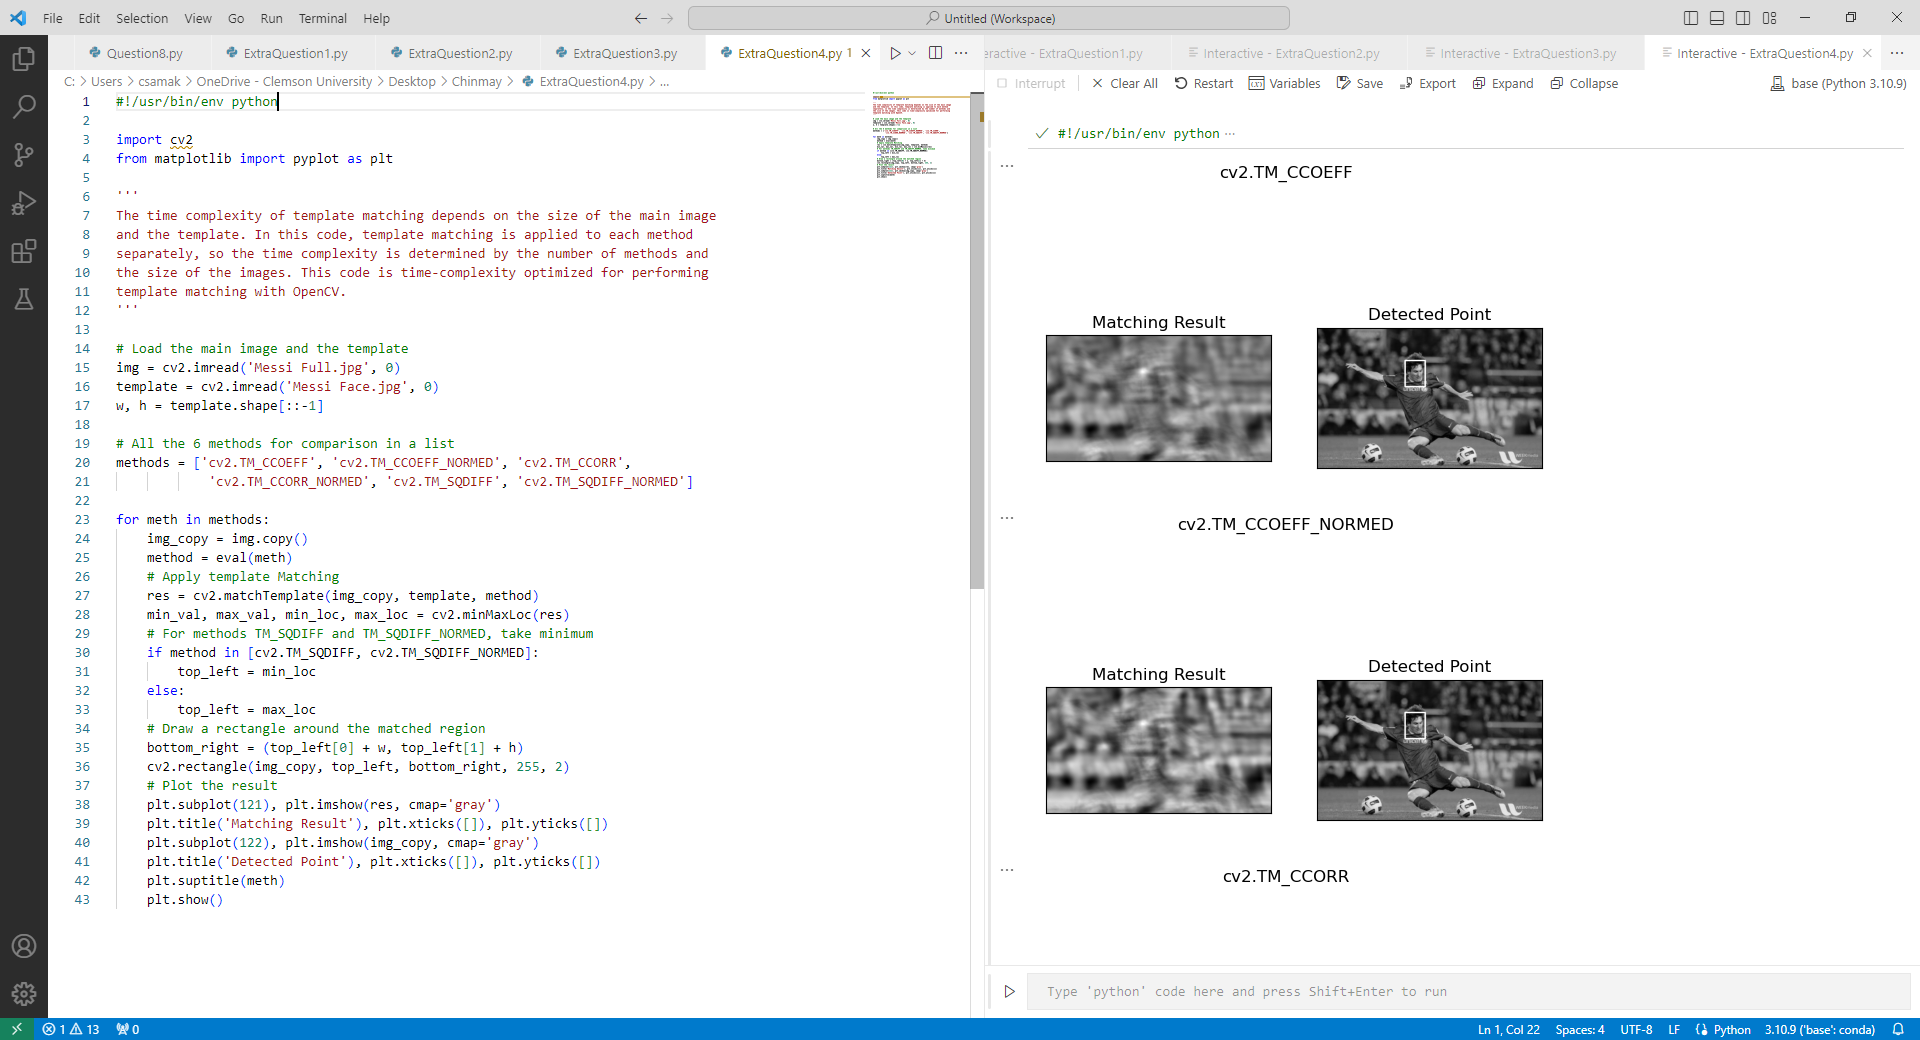 File Edit Selection View Go Run Terminal Help
Untitled (Workspace)
Question8.py ExtraQuestion1.py ExtraQuestion2.py ExtraQuestion3.py ExtraQuestion4.py 1
C: > Users > csamak > OneDrive - Clemson University > Desktop > Chinmay > ExtraQuestion4.py > ...
1 #!/usr/bin/env python
2
3 import cv2
4 from matplotlib import pyplot as plt
5
6 '''
7 The time complexity of template matching depends on the size of the main image
8 and the template. In this code, template matching is applied to each method
9 separately, so the time complexity is determined by the number of methods and
10 the size of the images. This code is time-complexity optimized for performing
11 template matching with OpenCV.
12 '''
13
14 # Load the main image and the template
15 img = cv2.imread('Messi Full.jpg', 0)
16 template = cv2.imread('Messi Face.jpg', 0)
17 w, h = template.shape[::-1]
18
19 # All the 6 methods for comparison in a list
20 methods = ['cv2.TM_CCOEFF', 'cv2.TM_CCOEFF_NORMED', 'cv2.TM_CCORR',
21 'cv2.TM_CCORR_NORMED', 'cv2.TM_SQDIFF', 'cv2.TM_SQDIFF_NORMED']
22
23 for meth in methods:
24 img_copy = img.copy()
25 method = eval(meth)
26 # Apply template Matching
27 res = cv2.matchTemplate(img_copy, template, method)
28 min_val, max_val, min_loc, max_loc = cv2.minMaxLoc(res)
29 # For methods TM_SQDIFF and TM_SQDIFF_NORMED, take minimum
30 if method in [cv2.TM_SQDIFF, cv2.TM_SQDIFF_NORMED]:
31 top_left = min_loc
32 else:
33 top_left = max_loc
34 # Draw a rectangle around the matched region
35 bottom_right = (top_left[0] + w, top_left[1] + h)
36 cv2.rectangle(img_copy, top_left, bottom_right, 255, 2)
37 # Plot the result
38 plt.subplot(121), plt.imshow(res, cmap='gray')
39 plt.title('Matching Result'), plt.xticks([]), plt.yticks([])
40 plt.subplot(122), plt.imshow(img_copy, cmap='gray')
41 plt.title('Detected Point'), plt.xticks([]), plt.yticks([])
42 plt.suptitle(meth)
43 plt.show()
eractive - ExtraQuestion1.py Interactive - ExtraQuestion2.py Interactive - ExtraQuestion3.py Interactive - ExtraQuestion4.py
Interrupt Clear All Restart Variables Save Export Expand Collapse base (Python 3.10.9)
#!/usr/bin/env python ...
cv2.TM_CCOEFF
Matching Result Detected Point
cv2.TM_CCOEFF_NORMED
Matching Result Detected Point
cv2.TM_CCORR
Type 'python' code here and press Shift+Enter to run
1 13 0 Ln 1, Col 22 Spaces: 4 UTF-8 LF Python 3.10.9 ('base': conda)